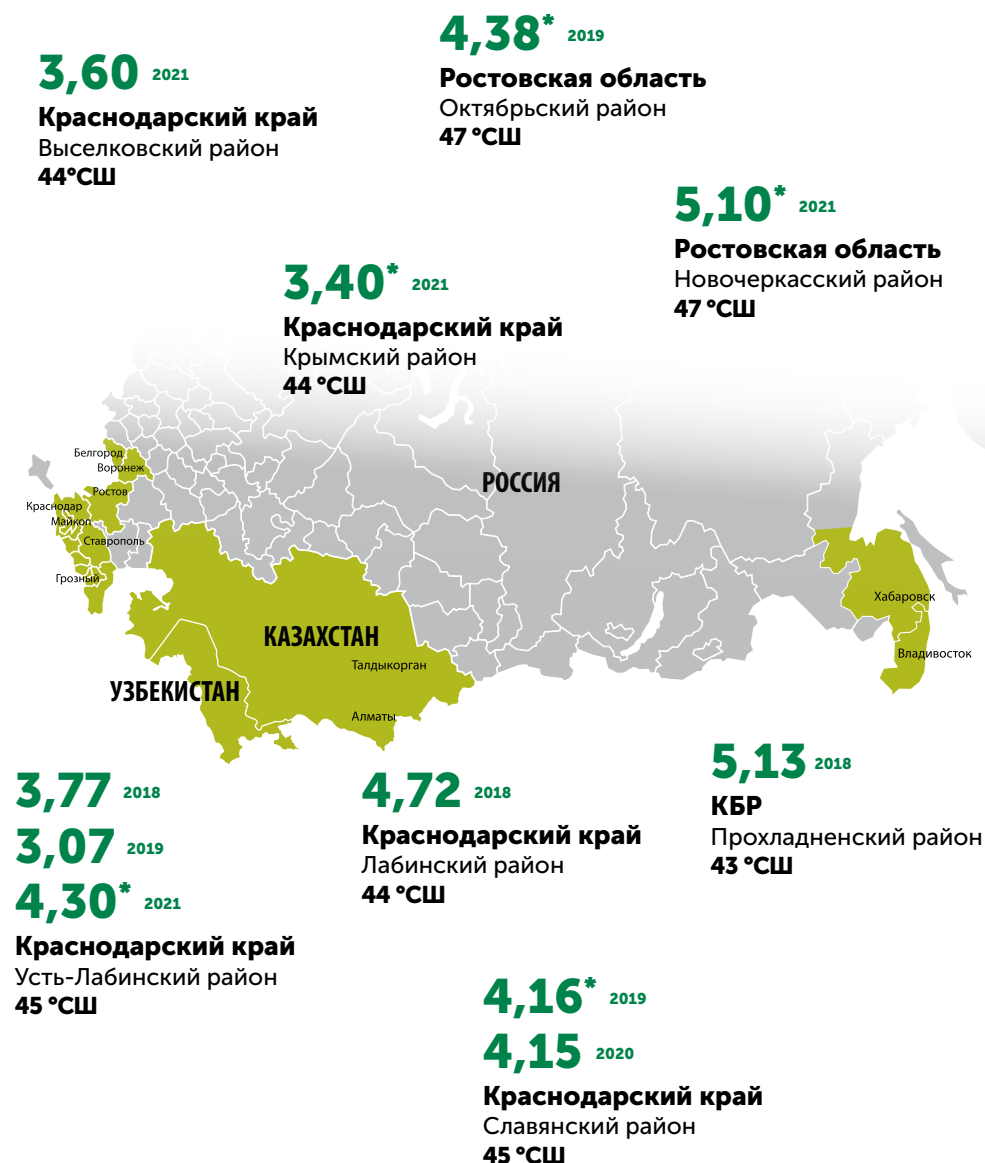 3,60 2021
Краснодарский край
Выселковский район
44°СШ
4,38* 2019
Ростовская область
Октябрьский район
47 °СШ
5,10* 2021
Ростовская область
Новочеркасский район
47 °СШ
3,40* 2021
Краснодарский край
Крымский район
44 °СШ
Белгород
Воронеж
Ростов
Краснодар
Майкоп
Ставрополь
Грозный
РОССИЯ
КАЗАХСТАН
Талдыкорган
УЗБЕКИСТАН
Алматы
Хабаровск
Владивосток
3,77 2018
3,07 2019
4,30* 2021
Краснодарский край
Усть-Лабинский район
45 °СШ
4,72 2018
Краснодарский край
Лабинский район
44 °СШ
5,13 2018
КБР
Прохладненский район
43 °СШ
4,16* 2019
4,15 2020
Краснодарский край
Славянский район
45 °СШ